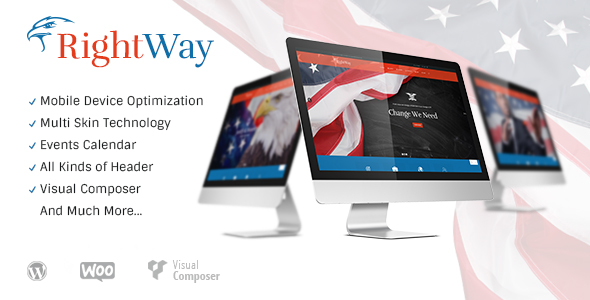 RightWay
Mobile Device Optimization
Multi Skin Technology
Events Calendar
All Kinds of Header
Visual Composer
And Much More...
Change We Need
W
WOO
Visual
Composer